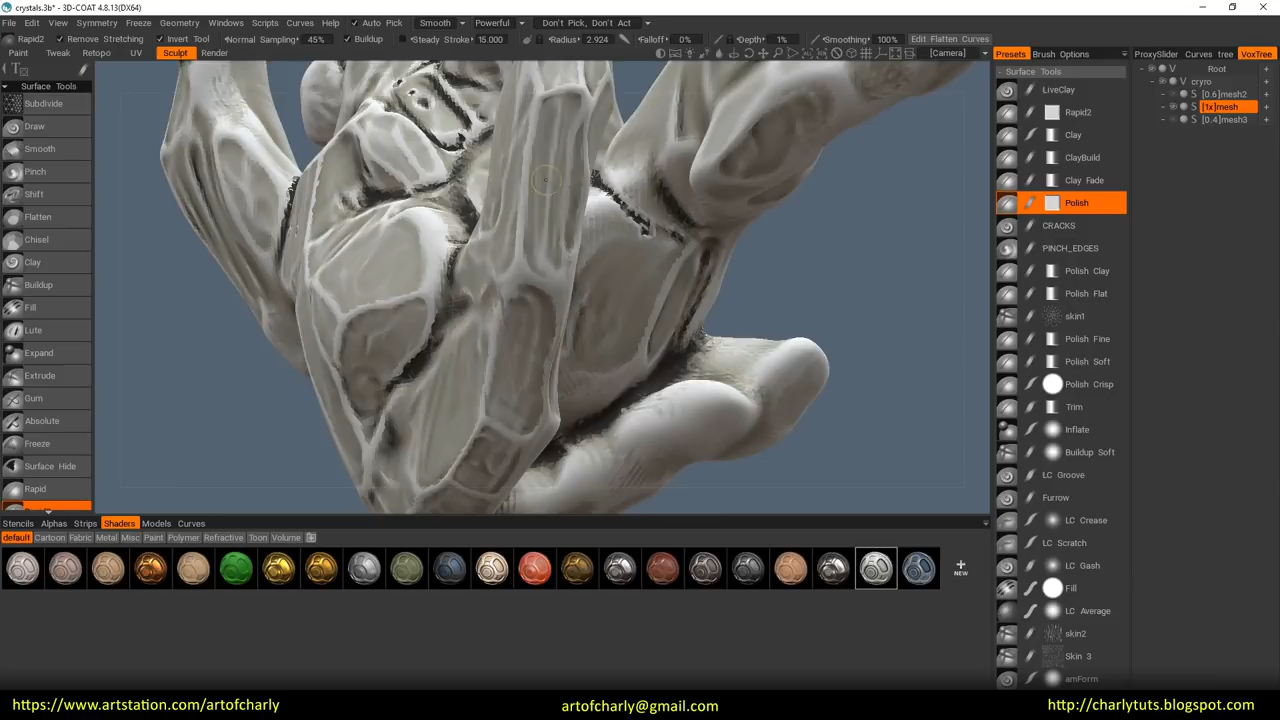 crystals.3b* - 3D-COAT 4.8.13(DX64)
File Edit View Symmetry Freeze Geometry Windows Scripts Curves Help Auto Pick Smooth Powerful Don't Pick, Don't Act
Rapid2 Remove Stretching Invert Tool Normal Sampling 45% Buildup Steady Stroke 15.000 Radius 2.924 Falloff 0% Depth 1% Smoothing 100% Edit Flatten Curves
Paint Tweak Retopo UV Sculpt Render [Camera]
Presets Brush Options ProxySlider Curves tree VoxTree
Surface Tools
Subdivide
Draw
Smooth
Pinch
Shift
Flatten
Chisel
Clay
Buildup
Fill
Lute
Expand
Extrude
Gum
Absolute
Freeze
Surface Hide
Rapid
Surface Tools
LiveClay
Rapid2
Clay
ClayBuild
Clay Fade
Polish
CRACKS
PINCH_EDGES
Polish Clay
Polish Flat
skin1
Polish Fine
Polish Soft
Polish Crisp
Trim
Inflate
Buildup Soft
LC Groove
Furrow
LC Crease
LC Scratch
LC Gash
Fill
LC Average
skin2
Skin 3
amForm
V Root
V cryro
S [0.6]mesh2
S [1x]mesh
S [0.4]mesh3
Stencils Alphas Strips Shaders Models Curves
default Cartoon Fabric Metal Misc Paint Polymer Refractive Toon Volume
NEW
https://www.artstation.com/artofcharly artofcharly@gmail.com http://charlytuts.blogspot.com